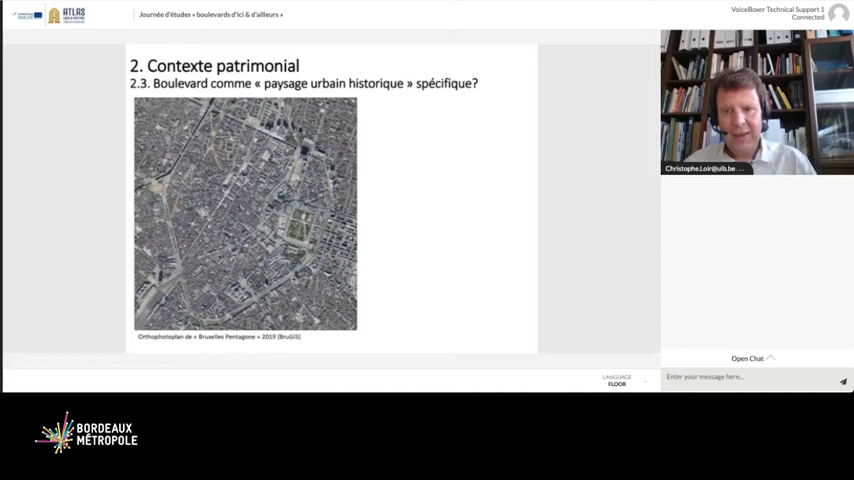 ATLAS
Journée d'études « boulevards d'ici & d'ailleurs »
VoiceBoxer Technical Support 1
Connected
2. Contexte patrimonial
2.3. Boulevard comme « paysage urbain historique » spécifique?
Orthophotoplan de « Bruxelles Pentagone » 2019 (BruGIS)
Christophe.Loir@ulb.be ...
Open Chat
LANGUAGE
FLOOR
Enter your message here...
BORDEAUX
MÉTROPOLE